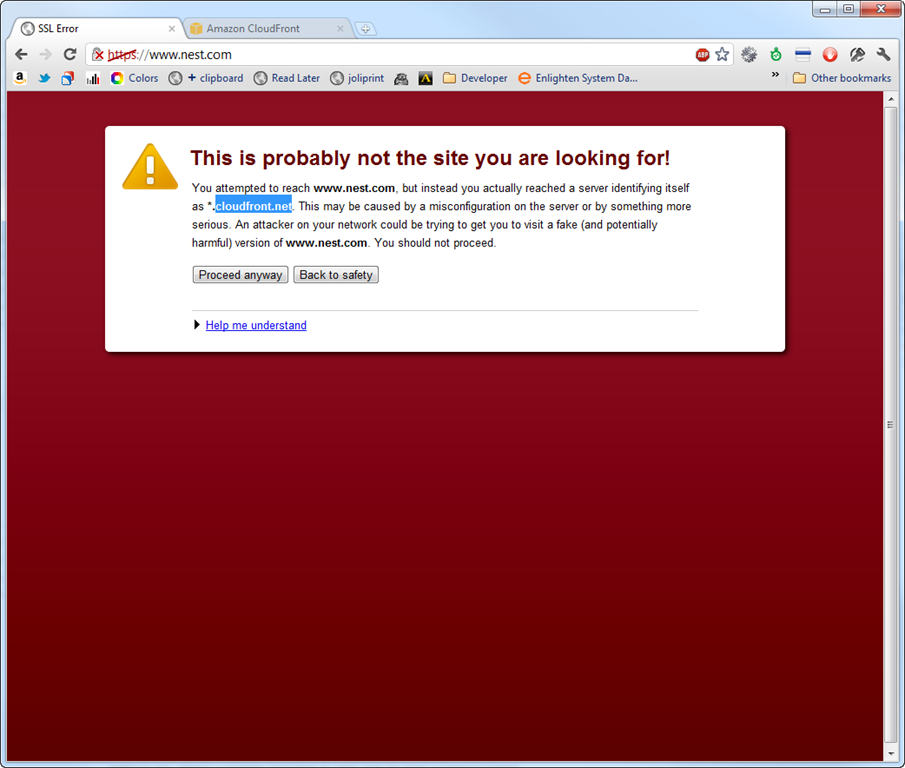 SSL Error
Amazon CloudFront
https://www.nest.com
ABP
a
Colors
+ clipboard
Read Later
joliprint
A
Developer
Enlighten System Da...
»
Other bookmarks
This is probably not the site you are looking for!
You attempted to reach www.nest.com, but instead you actually reached a server identifying itself
as *.cloudfront.net. This may be caused by a misconfiguration on the server or by something more
serious. An attacker on your network could be trying to get you to visit a fake (and potentially
harmful) version of www.nest.com. You should not proceed.
Proceed anyway
Back to safety
Help me understand